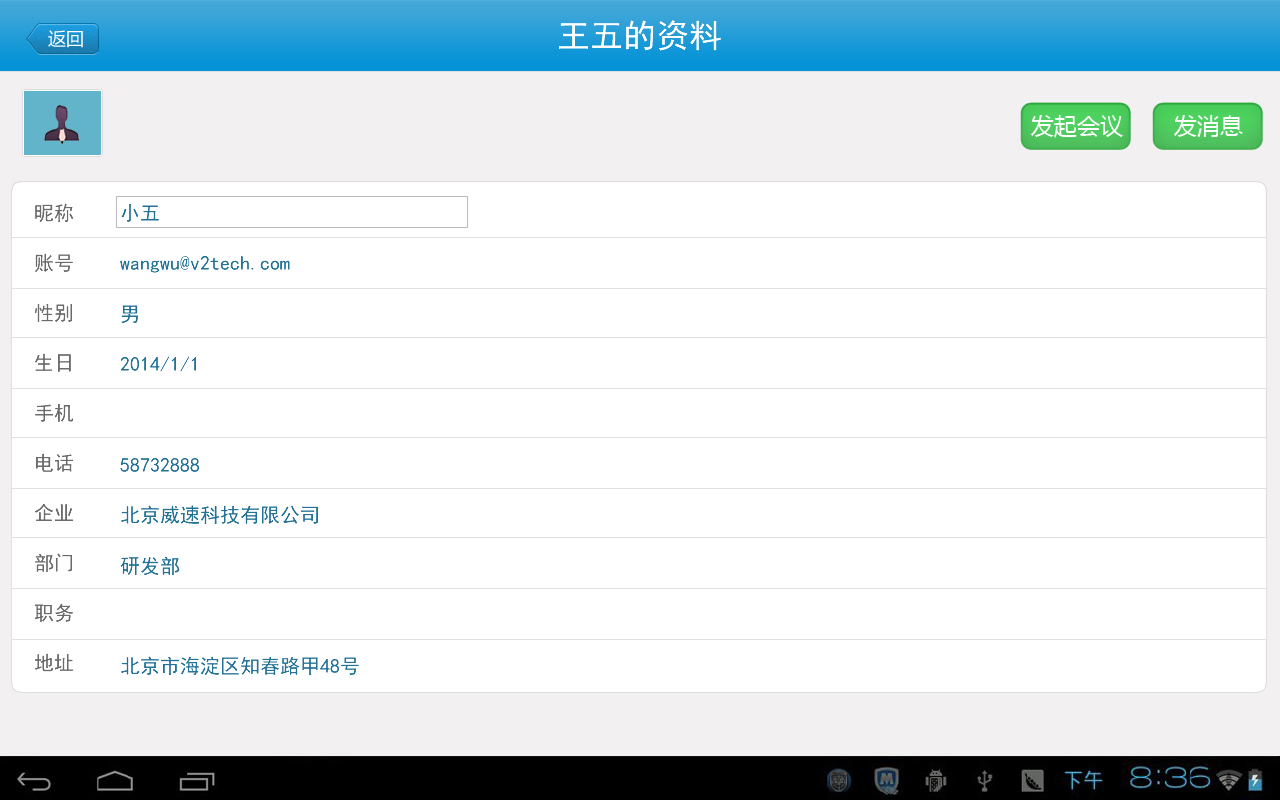 返回
王五的资料
发起会议
发消息
昵称 小五
账号 wangwu@v2tech.com
性别 男
生日 2014/1/1
手机
电话 58732888
企业 北京威速科技有限公司
部门 研发部
职务
地址 北京市海淀区知春路甲48号
下午 8:36